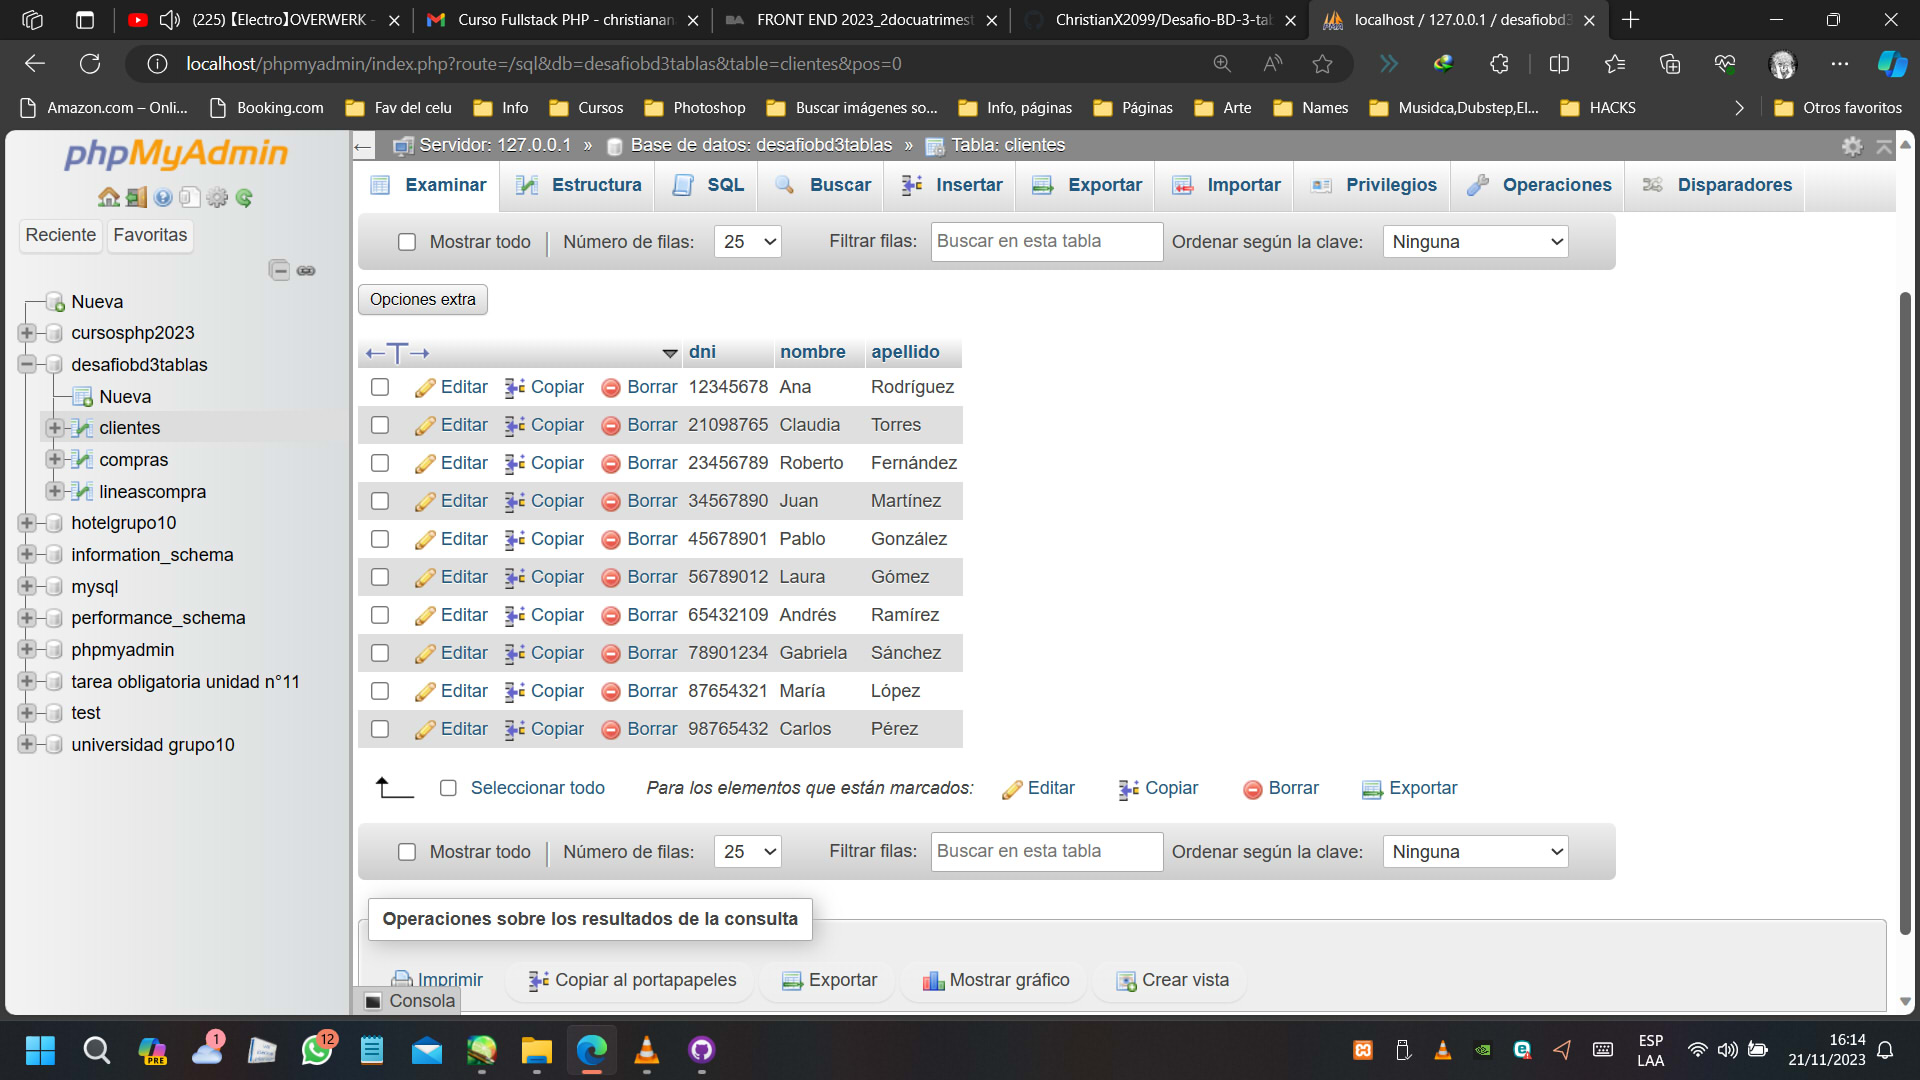 (225) 【Electro】OVERWERK -
Curso Fullstack PHP - christianan
FRONT END 2023_2docuatrimest
ChristianX2099/Desafio-BD-3-tab
localhost / 127.0.0.1 / desafiobd3
localhost/phpmyadmin/index.php?route=/sql&db=desafiobd3tablas&table=clientes&pos=0
Amazon.com – Onli...
Booking.com
Fav del celu
Info
Cursos
Photoshop
Buscar imágenes so...
Info, páginas
Páginas
Arte
Names
Musidca,Dubstep,El...
HACKS
Otros favoritos
phpMyAdmin
Reciente Favoritas
Nueva
cursosphp2023
desafiobd3tablas
Nueva
clientes
compras
lineascompra
hotelgrupo10
information_schema
mysql
performance_schema
phpmyadmin
tarea obligatoria unidad n°11
test
universidad grupo10
Servidor: 127.0.0.1 » Base de datos: desafiobd3tablas » Tabla: clientes
Examinar Estructura SQL Buscar Insertar Exportar Importar Privilegios Operaciones Disparadores
Mostrar todo Número de filas: 25 Filtrar filas: Buscar en esta tabla Ordenar según la clave: Ninguna
Opciones extra
dni nombre apellido
Editar Copiar Borrar 12345678 Ana Rodríguez
Editar Copiar Borrar 21098765 Claudia Torres
Editar Copiar Borrar 23456789 Roberto Fernández
Editar Copiar Borrar 34567890 Juan Martínez
Editar Copiar Borrar 45678901 Pablo González
Editar Copiar Borrar 56789012 Laura Gómez
Editar Copiar Borrar 65432109 Andrés Ramírez
Editar Copiar Borrar 78901234 Gabriela Sánchez
Editar Copiar Borrar 87654321 María López
Editar Copiar Borrar 98765432 Carlos Pérez
Seleccionar todo Para los elementos que están marcados: Editar Copiar Borrar Exportar
Mostrar todo Número de filas: 25 Filtrar filas: Buscar en esta tabla Ordenar según la clave: Ninguna
Operaciones sobre los resultados de la consulta
Imprimir Copiar al portapapeles Exportar Mostrar gráfico Crear vista
Consola
PRE
1
12
ESP
LAA
16:14
21/11/2023